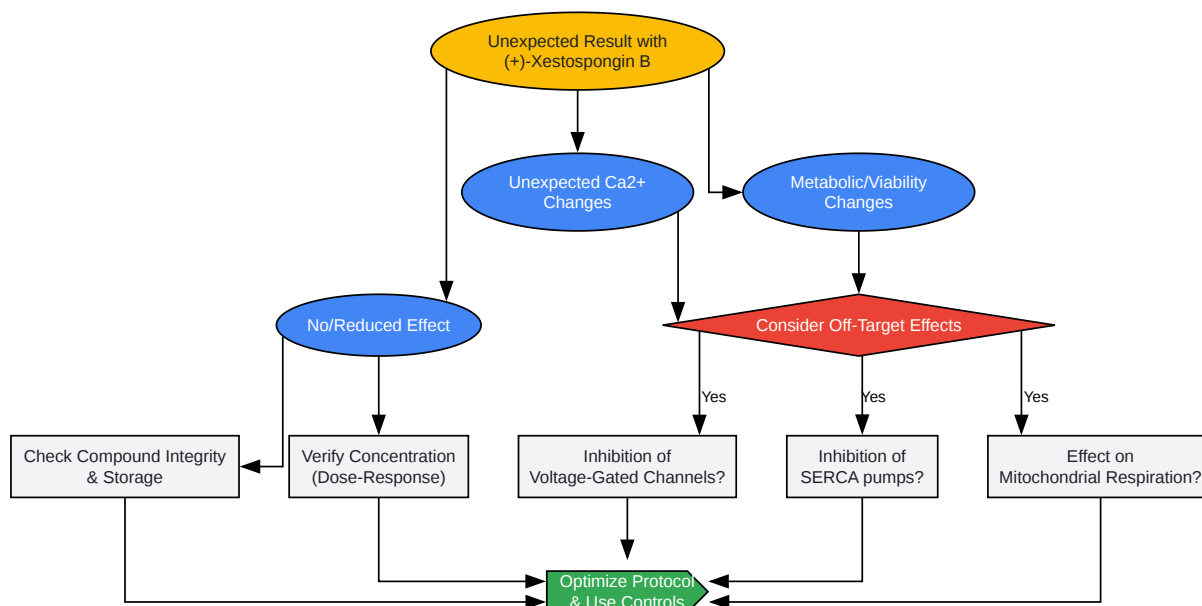 Unexpected Result with
(+)-Xestospongin B
Unexpected Ca2+
Changes
Metabolic/Viability
Changes
No/Reduced Effect
Consider Off-Target Effects
Yes
Yes
Yes
Check Compound Integrity
& Storage
Verify Concentration
(Dose-Response)
Inhibition of
Voltage-Gated Channels?
Inhibition of
SERCA pumps?
Effect on
Mitochondrial Respiration?
Optimize Protocol
& Use Controls